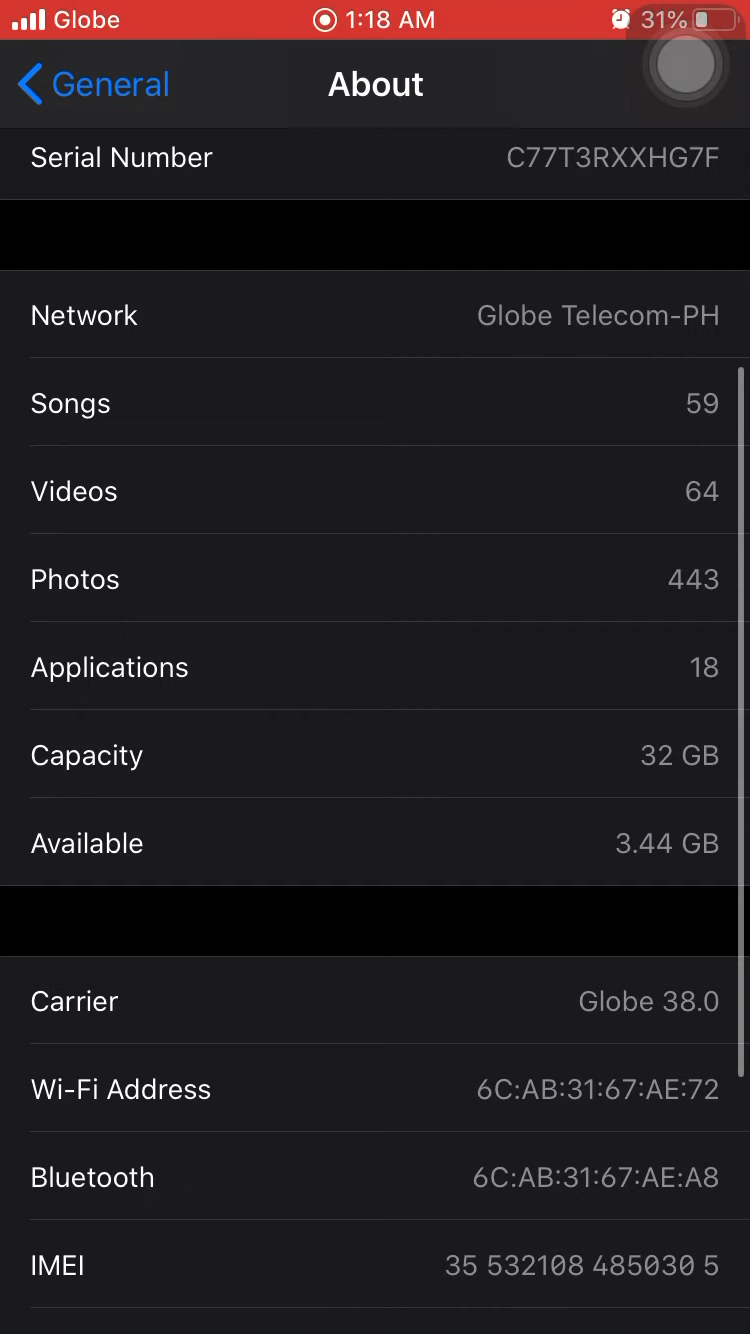 Globe 1:18 AM 31%
General About
Serial Number C77T3RXXHG7F
Network Globe Telecom-PH
Songs 59
Videos 64
Photos 443
Applications 18
Capacity 32 GB
Available 3.44 GB
Carrier Globe 38.0
Wi-Fi Address 6C:AB:31:67:AE:72
Bluetooth 6C:AB:31:67:AE:A8
IMEI 35 532108 485030 5